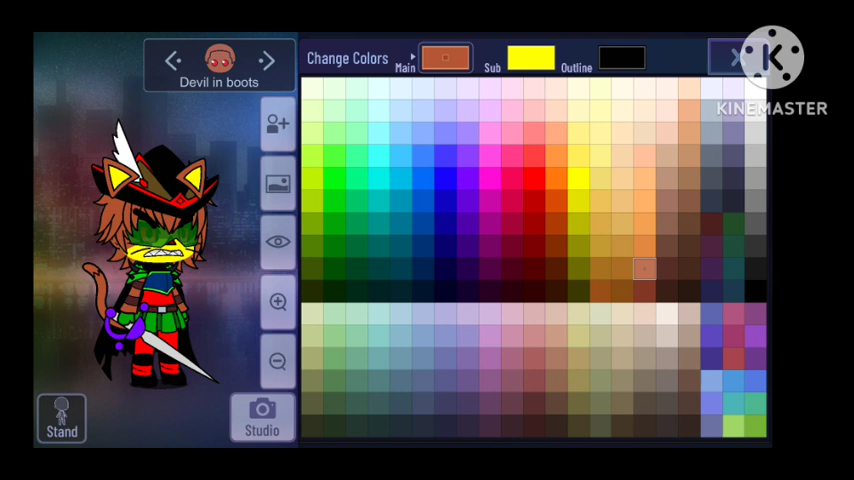 Devil in boots
Change Colors
Main
Sub
Outline
X
K
KINEMASTER
Stand
Studio